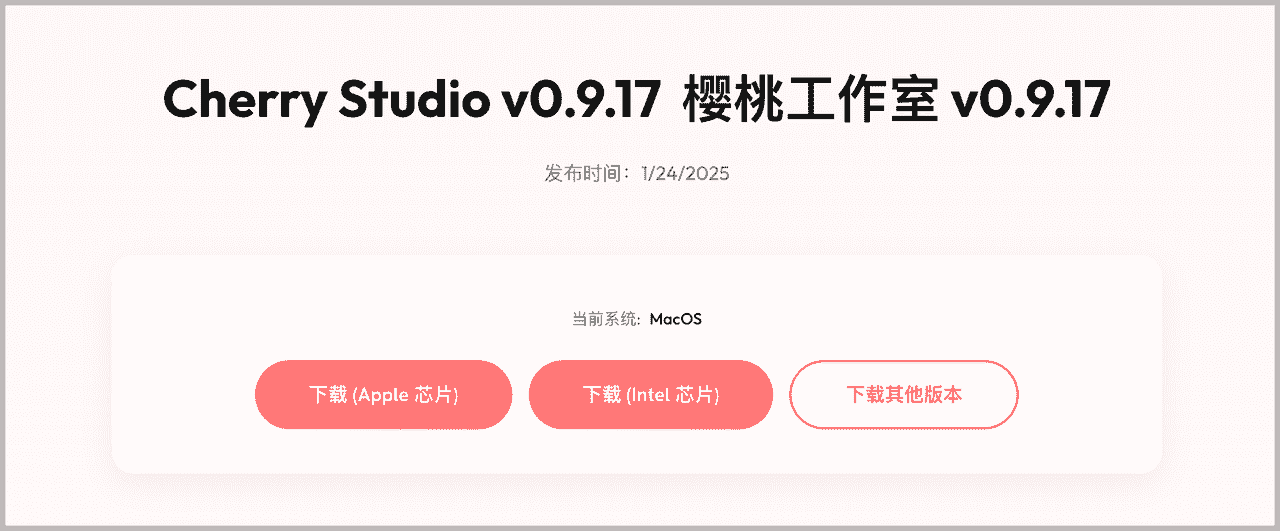 Cherry Studio v0.9.17 樱桃工作室 v0.9.17
发布时间：1/24/2025
当前系统: MacOS
下载 (Apple 芯片)
下载 (Intel 芯片)
下载其他版本